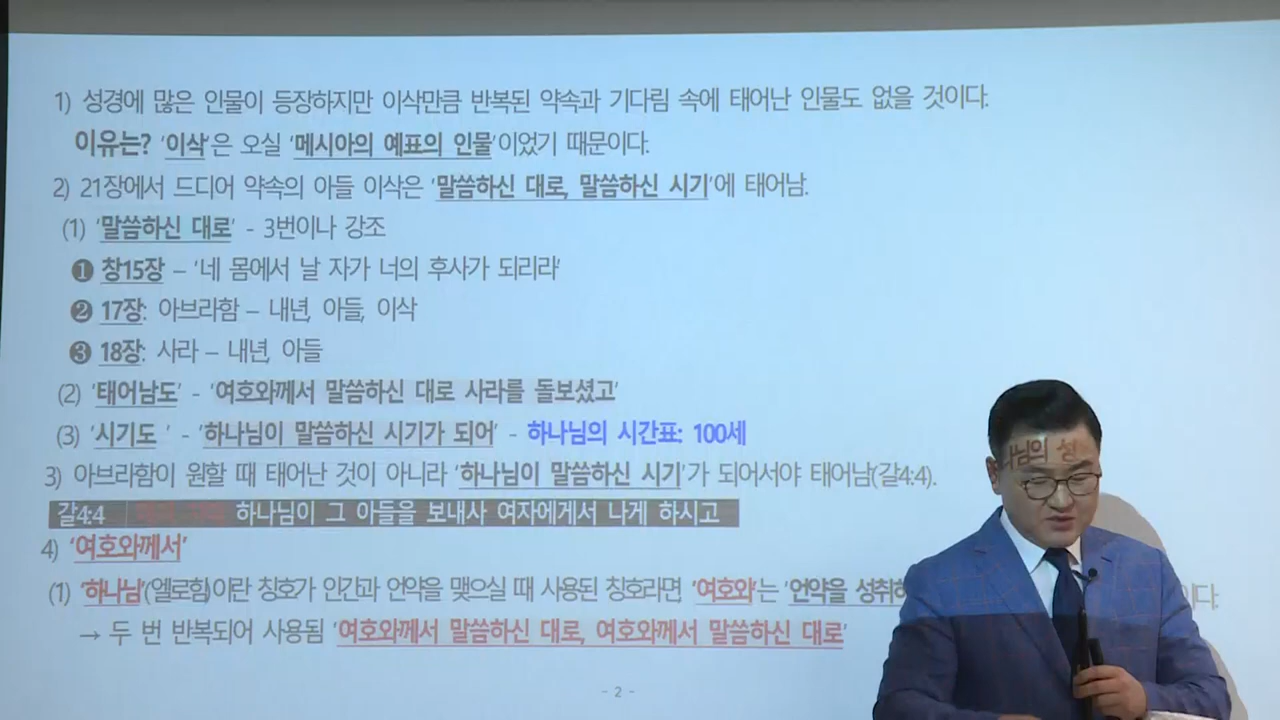 1) 성경에 많은 인물이 등장하지만 이삭만큼 반복된 약속과 기다림 속에 태어난 인물도 없을 것이다.
이유는? '이삭'은 오실 '메시아의 예표의 인물'이었기 때문이다.
2) 21장에서 드디어 약속의 아들 이삭은 '말씀하신 대로, 말씀하신 시기'에 태어남.
(1) '말씀하신 대로' - 3번이나 강조
❶ 창15장 – '네 몸에서 날 자가 너의 후사가 되리라'
❷ 17장: 아브라함 – 내년, 아들, 이삭
❸ 18장: 사라 – 내년, 아들
(2) '태어남도' - '여호와께서 말씀하신 대로 사라를 돌보셨고'
(3) '시기도 ' - '하나님이 말씀하신 시기가 되어' - 하나님의 시간표: 100세
3) 아브라함이 원할 때 태어난 것이 아니라 '하나님이 말씀하신 시기'가 되어서야 태어남(갈4:4).
갈4:4 하나님이 그 아들을 보내사 여자에게서 나게 하시고
4) '여호와께서'
(1) '하나님'(엘로힘)이란 칭호가 인간과 언약을 맺으실 때 사용된 칭호라면, '여호와'는 '언약을 성취하
→ 두 번 반복되어 사용됨 '여호와께서 말씀하신 대로, 여호와께서 말씀하신 대로'
- 2 -